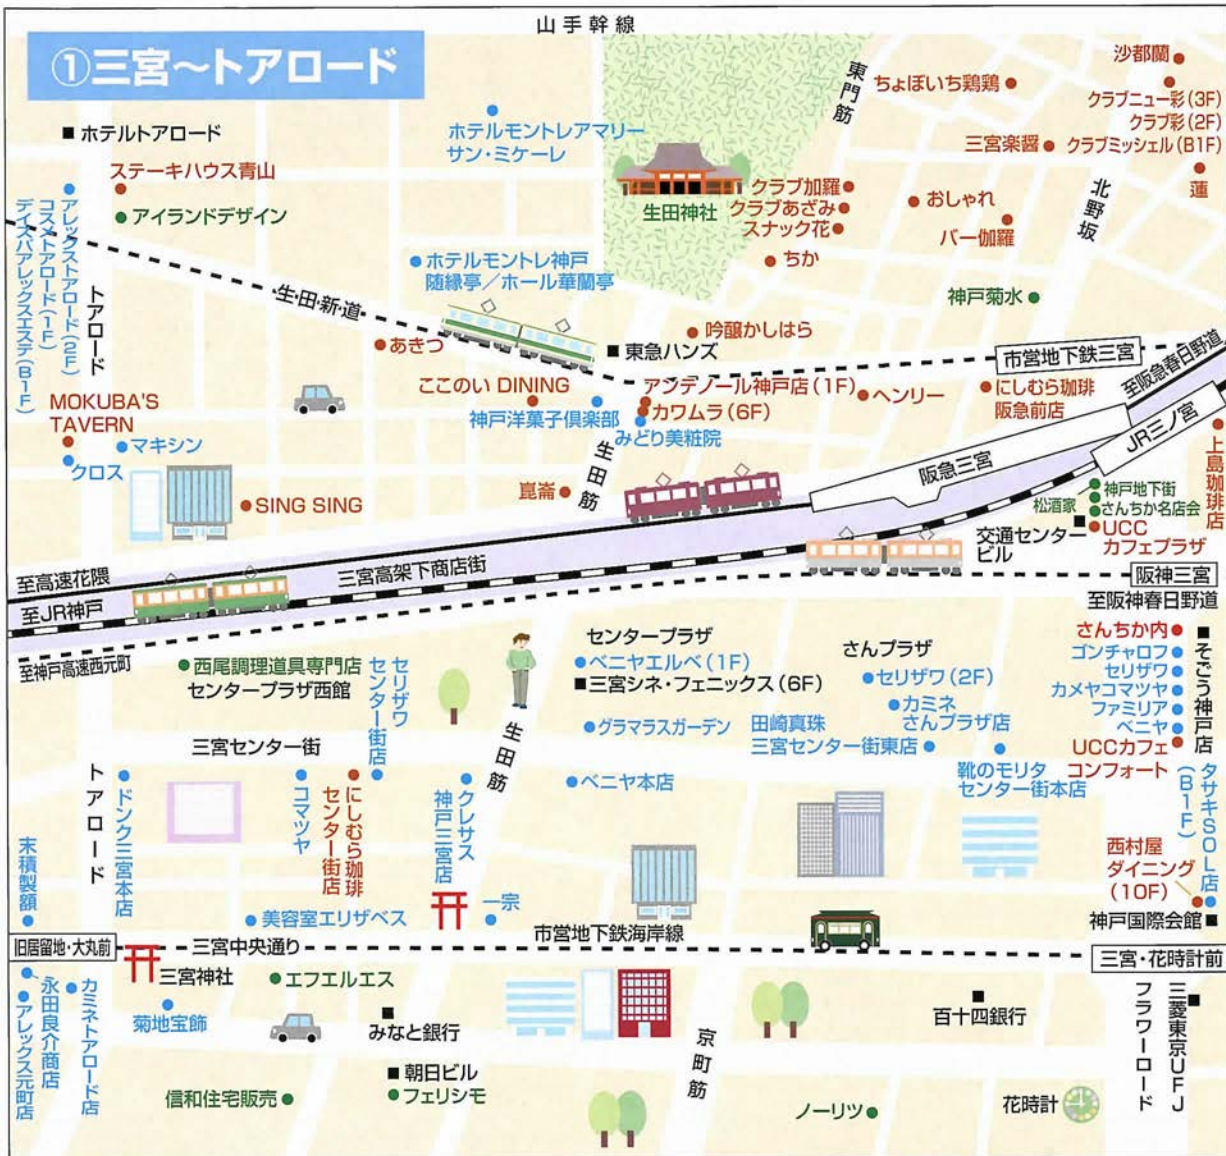 山手幹線
①三宮～トアロード
ホテルトアロード
ステーキハウス青山
アイランドデザイン
アレックストアロード(2F)
コスメトアロード(1F)
デイスパアレックスエステ(B1F)
トアロード
ホテルモントレアマリー
サン・ミケーレ
生田神社
東門筋
ちょぼいち鶏鶏
沙都蘭
クラブニュー彩(3F)
クラブ彩(2F)
クラブミッシェル(B1F)
三宮楽醤
蓮
北野坂
クラブ加羅
クラブあざみ
スナック花
おしゃれ
バー伽羅
ちか
神戸菊水
ホテルモントレ神戸
随縁亭／ホール華蘭亭
生田新道
あきつ
吟醸かしはら
東急ハンズ
市営地下鉄三宮
至阪急春日野道
ここのい DINING
神戸洋菓子倶楽部
アンデノール神戸店(1F)
カワムラ(6F)
みどり美粧院
ヘンリー
にしむら珈琲
阪急前店
JR三ノ宮
阪急三宮
上島珈琲店
MOKUBA'S
TAVERN
マキシン
クロス
SING SING
崑崙
生田筋
神戸地下街
松酒家
さんちか名店会
交通センター
ビル
UCC
カフェプラザ
至高速花隈
至JR神戸
三宮高架下商店街
阪神三宮
至阪神春日野道
至神戸高速西元町
西尾調理道具専門店
センタープラザ西館
セリザワ
センター街店
センタープラザ
ベニヤエルベ(1F)
三宮シネ・フェニックス(6F)
さんプラザ
セリザワ(2F)
カミネ
さんプラザ店
グラマラスガーデン
田崎真珠
三宮センター街東店
さんちか内
ゴンチャロフ
セリザワ
カメヤコマツヤ
ファミリア
ベニヤ
UCCカフェ
コンフォート
そごう神戸店
三宮センター街
トアロード
ドンク三宮本店
コマツヤ
にしむら珈琲
センター街店
クレサス
神戸三宮店
生田筋
ベニヤ本店
靴のモリタ
センター街本店
タサキSOL店
(B1F)
西村屋
ダイニング
(10F)
神戸国際会館
末積製額
美容室エリザベス
一宗
市営地下鉄海岸線
旧居留地・大丸前
三宮中央通り
三宮・花時計前
三宮神社
エフエルエス
永田良介商店
アレックス元町店
カミネトアロード店
菊地宝飾
みなと銀行
京町筋
百十四銀行
三菱東京UFJ
フラワーロード
朝日ビル
フェリシモ
信和住宅販売
ノーリツ
花時計